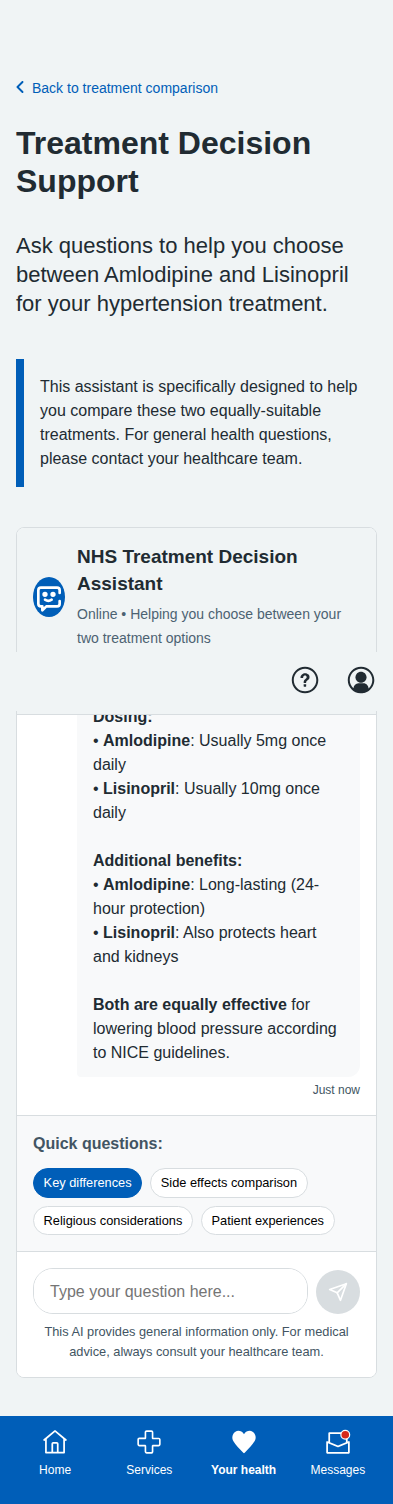 Back to treatment comparison
Treatment Decision
Support
Ask questions to help you choose
between Amlodipine and Lisinopril
for your hypertension treatment.
This assistant is specifically designed to help
you compare these two equally-suitable
treatments. For general health questions,
please contact your healthcare team.
NHS Treatment Decision
Assistant
Online • Helping you choose between your
two treatment options
Dosing:
• Amlodipine: Usually 5mg once
daily
• Lisinopril: Usually 10mg once
daily
Additional benefits:
• Amlodipine: Long-lasting (24-
hour protection)
• Lisinopril: Also protects heart
and kidneys
Both are equally effective for
lowering blood pressure according
to NICE guidelines.
Just now
Quick questions:
Key differences
Side effects comparison
Religious considerations
Patient experiences
Type your question here...
This AI provides general information only. For medical
advice, always consult your healthcare team.
Home
Services
Your health
Messages